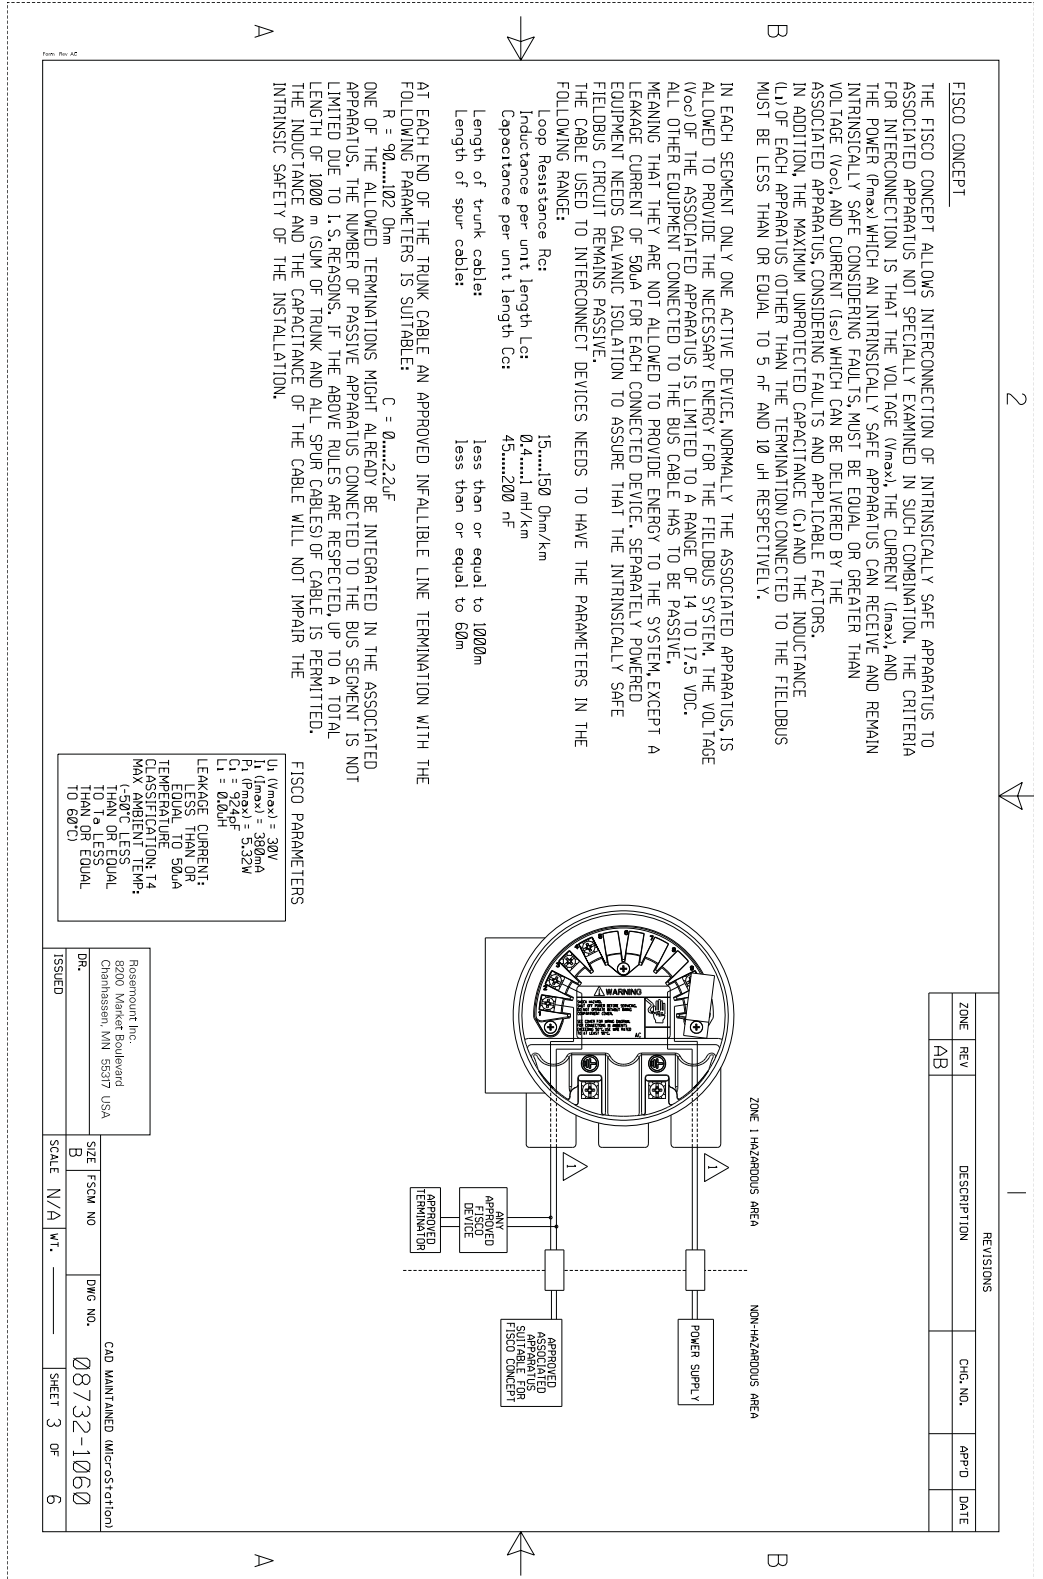 FISCO CONCEPT
THE FISCO CONCEPT ALLOWS INTERCONNECTION OF INTRINSICALLY SAFE APPARATUS TO
ASSOCIATED APPARATUS NOT SPECIALLY EXAMINED IN SUCH COMBINATION. THE CRITERIA
FOR INTERCONNECTION IS THAT THE VOLTAGE (Vmax), THE CURRENT (Imax), AND
THE POWER (Pmax) WHICH AN INTRINSICALLY SAFE APPARATUS CAN RECEIVE AND REMAIN
INTRINSICALLY SAFE CONSIDERING FAULTS, MUST BE EQUAL OR GREATER THAN
VOLTAGE (Voc), AND CURRENT (Isc) WHICH CAN BE DELIVERED BY THE
ASSOCIATED APPARATUS, CONSIDERING FAULTS AND APPLICABLE FACTORS.
IN ADDITION, THE MAXIMUM UNPROTECTED CAPACITANCE (Ci) AND THE INDUCTANCE
(Li) OF EACH APPARATUS (OTHER THAN THE TERMINATION) CONNECTED TO THE FIELDBUS
MUST BE LESS THAN OR EQUAL TO 5 nF AND 10 uH RESPECTIVELY.
IN EACH SEGMENT ONLY ONE ACTIVE DEVICE, NORMALLY THE ASSOCIATED APPARATUS, IS
ALLOWED TO PROVIDE THE NECESSARY ENERGY FOR THE FIELDBUS SYSTEM. THE VOLTAGE
(Voc) OF THE ASSOCIATED APPARATUS IS LIMITED TO A RANGE OF 14 TO 17.5 VDC.
ALL OTHER EQUIPMENT CONNECTED TO THE BUS CABLE HAS TO BE PASSIVE,
MEANING THAT THEY ARE NOT ALLOWED TO PROVIDE ENERGY TO THE SYSTEM, EXCEPT A
LEAKAGE CURRENT OF 50uA FOR EACH CONNECTED DEVICE. SEPARATELY POWERED
EQUIPMENT NEEDS GALVANIC ISOLATION TO ASSURE THAT THE INTRINSICALLY SAFE
FIELDBUS CIRCUIT REMAINS PASSIVE.
THE CABLE USED TO INTERCONNECT DEVICES NEEDS TO HAVE THE PARAMETERS IN THE
FOLLOWING RANGE:
Loop Resistance Rc: 15.....150 Ohm/km
Inductance per unit length Lc: 0.4.....1 mH/km
Capacitance per unit length Cc: 45.....200 nF
Length of trunk cable: less than or equal to 1000m
Length of spur cable: less than or equal to 60m
AT EACH END OF THE TRUNK CABLE AN APPROVED INFALLIBLE LINE TERMINATION WITH THE
FOLLOWING PARAMETERS IS SUITABLE:
R = 90.....102 Ohm C = 0.....2.2uF
ONE OF THE ALLOWED TERMINATIONS MIGHT ALREADY BE INTEGRATED IN THE ASSOCIATED
APPARATUS. THE NUMBER OF PASSIVE APPARATUS CONNECTED TO THE BUS SEGMENT IS NOT
LIMITED DUE TO I.S. REASONS. IF THE ABOVE RULES ARE RESPECTED, UP TO A TOTAL
LENGTH OF 1000 m (SUM OF TRUNK AND ALL SPUR CABLES) OF CABLE IS PERMITTED.
THE INDUCTANCE AND THE CAPACITANCE OF THE CABLE WILL NOT IMPAIR THE
INTRINSIC SAFETY OF THE INSTALLATION.
FISCO PARAMETERS
Ui (Vmax) = 30V
Ii (Imax) = 380mA
Pi (Pmax) = 5.32W
Ci = 924pF
Li = 0.0uH
LEAKAGE CURRENT:
LESS THAN OR
EQUAL TO 50uA
TEMPERATURE
CLASSIFICATION: T4
MAX AMBIENT TEMP:
(-50°C LESS
THAN OR EQUAL
TO Ta LESS
THAN OR EQUAL
TO 60°C)
REVISIONS
ZONE REV DESCRIPTION CHG. NO. APP'D DATE
AB
ZONE 1 HAZARDOUS AREA
NON-HAZARDOUS AREA
WARNING
AC
1
1
POWER SUPPLY
APPROVED
ASSOCIATED
APPARATUS
SUITABLE FOR
FISCO CONCEPT
ANY
APPROVED
FISCO
DEVICE
APPROVED
TERMINATOR
Rosemount Inc.
8200 Market Boulevard
Chanhassen, MN 55317 USA
DR.
ISSUED
CAD MAINTAINED (MicroStation)
SIZE B FSCM NO DWG NO. 08732-1060
SCALE N/A WT. SHEET 3 OF 6
Form Rev AC
2
1
B
A
B
A